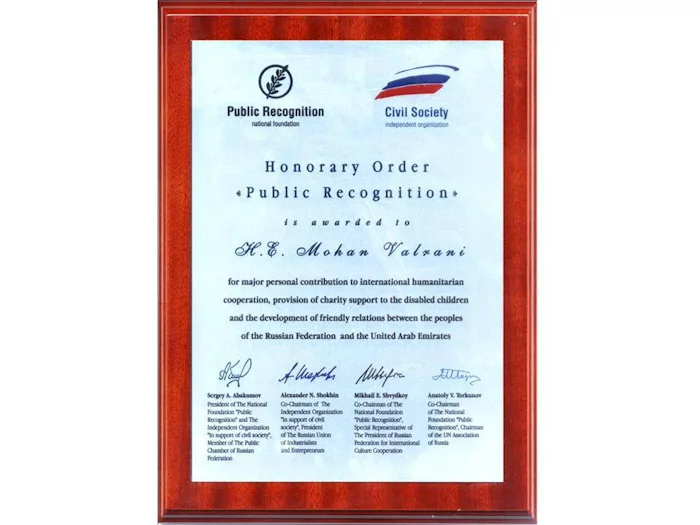 Public Recognition
national foundation
Civil Society
independent organization
Honorary Order
«Public Recognition»
is awarded to
H.E. Mohan Valrani
for major personal contribution to international humanitarian
cooperation, provision of charity support to the disabled children
and the development of friendly relations between the peoples
of the Russian Federation and the United Arab Emirates
Sergey A. Abakumov
President of The National
Foundation "Public
Recognition" and The
Independent Organization
"In support of civil society",
Member of The Public
Chamber of Russian
Federation
Alexander N. Shokhin
Co-Chairman of The
Independent Organization
"In support of civil
society", President
of The Russian Union
of Industrialists
and Entrepreneurs
Mikhail E. Shvydkoy
Co-Chairman of The
National Foundation
"Public Recognition",
Special Representative of
The President of Russian
Federation for International
Culture Cooperation
Anatoly V. Torkunov
Co-Chairman
of The National
Foundation "Public
Recognition", Chairman
of the UN Association
of Russia